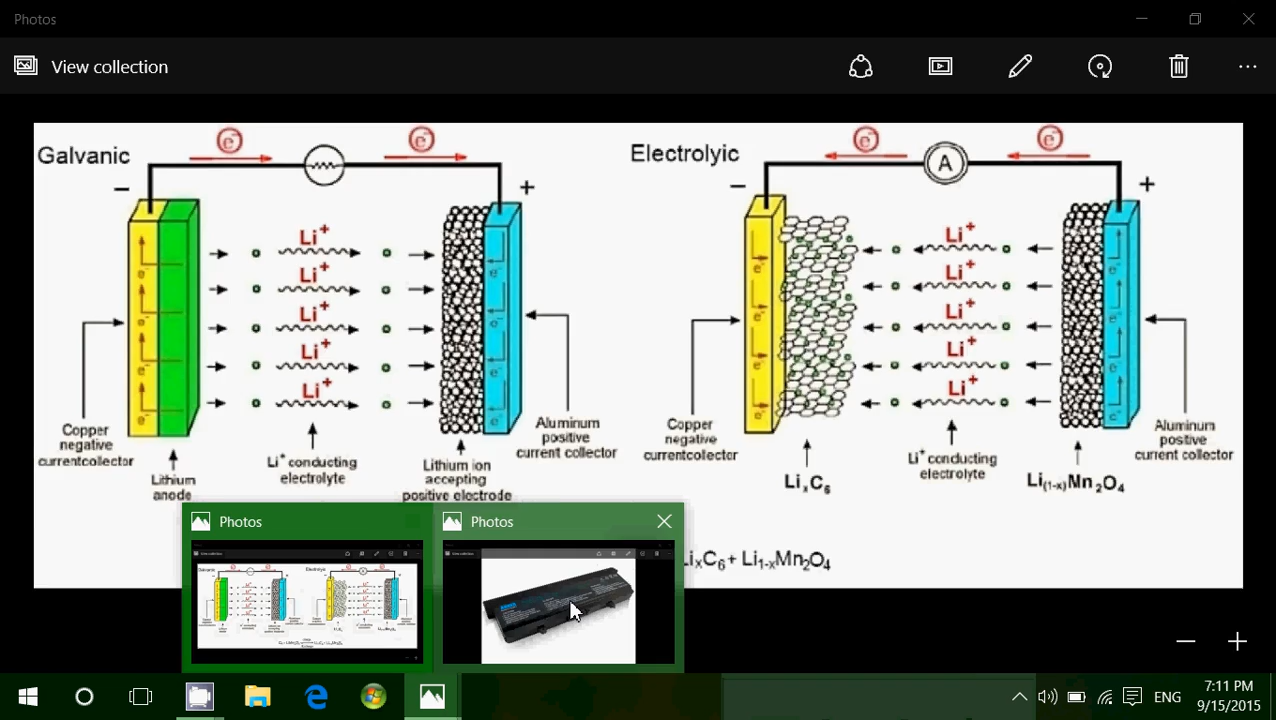 Photos
View collection
Galvanic
e⁻
e⁻
−
+
Li⁺
Li⁺
Li⁺
Li⁺
Li⁺
e⁻
e⁻
e⁻
e⁻
e⁻
e⁻
e⁻
e⁻
Copper
negative
currentcollector
Lithium
anode
Li⁺ conducting
electrolyte
Lithium ion
accepting
positive electrode
Aluminum
positive
current collector
Electrolyic
e⁻
e⁻
A
−
+
Li⁺
Li⁺
Li⁺
Li⁺
Li⁺
e⁻
e⁻
e⁻
e⁻
e⁻
e⁻
e⁻
e⁻
Copper
negative
currentcollector
LiₓC₆
Li⁺ conducting
electrolyte
Li₍₁₋ₓ₎Mn₂O₄
Aluminum
positive
current collector
LiₓC₆ + Li₁₋ₓMn₂O₄
Photos
Photos
ENG
7:11 PM
9/15/2015